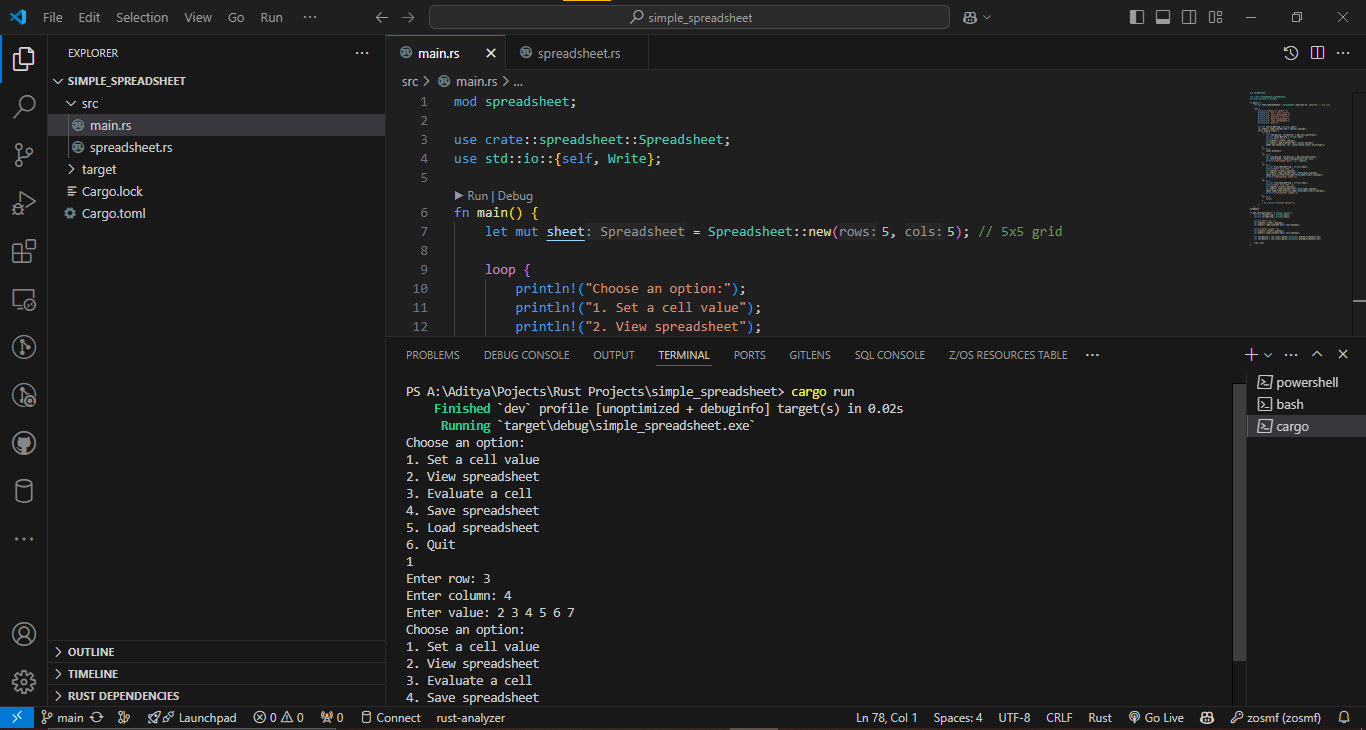 File Edit Selection View Go Run ··· simple_spreadsheet
EXPLORER ···
SIMPLE_SPREADSHEET
src
main.rs
spreadsheet.rs
target
Cargo.lock
Cargo.toml
OUTLINE
TIMELINE
RUST DEPENDENCIES
main.rs spreadsheet.rs
src > main.rs > ...
1 mod spreadsheet;
2
3 use crate::spreadsheet::Spreadsheet;
4 use std::io::{self, Write};
5
Run | Debug
6 fn main() {
7 let mut sheet: Spreadsheet = Spreadsheet::new(rows: 5, cols: 5); // 5x5 grid
8
9 loop {
10 println!("Choose an option:");
11 println!("1. Set a cell value");
12 println!("2. View spreadsheet");
PROBLEMS DEBUG CONSOLE OUTPUT TERMINAL PORTS GITLENS SQL CONSOLE Z/OS RESOURCES TABLE ···
PS A:\Aditya\Pojects\Rust Projects\simple_spreadsheet> cargo run
Finished `dev` profile [unoptimized + debuginfo] target(s) in 0.02s
Running `target\debug\simple_spreadsheet.exe`
Choose an option:
1. Set a cell value
2. View spreadsheet
3. Evaluate a cell
4. Save spreadsheet
5. Load spreadsheet
6. Quit
1
Enter row: 3
Enter column: 4
Enter value: 2 3 4 5 6 7
Choose an option:
1. Set a cell value
2. View spreadsheet
3. Evaluate a cell
4. Save spreadsheet
powershell
bash
cargo
main Launchpad 0 0 0 Connect rust-analyzer Ln 78, Col 1 Spaces: 4 UTF-8 CRLF Rust Go Live zosmf (zosmf)